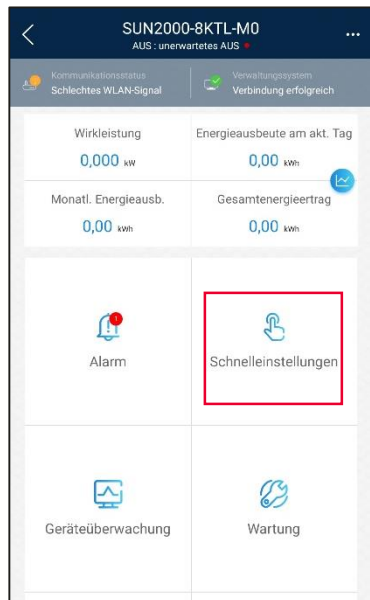 SUN2000-8KTL-M0
AUS : unerwartetes AUS
Kommunikationsstatus
Schlechtes WLAN-Signal
Verwaltungssystem
Verbindung erfolgreich
Wirkleistung
0,000 kW
Energieausbeute am akt. Tag
0,00 kWh
Monatl. Energieausb.
0,00 kWh
Gesamtenergieertrag
0,00 kWh
Alarm
Schnelleinstellungen
Geräteüberwachung
Wartung